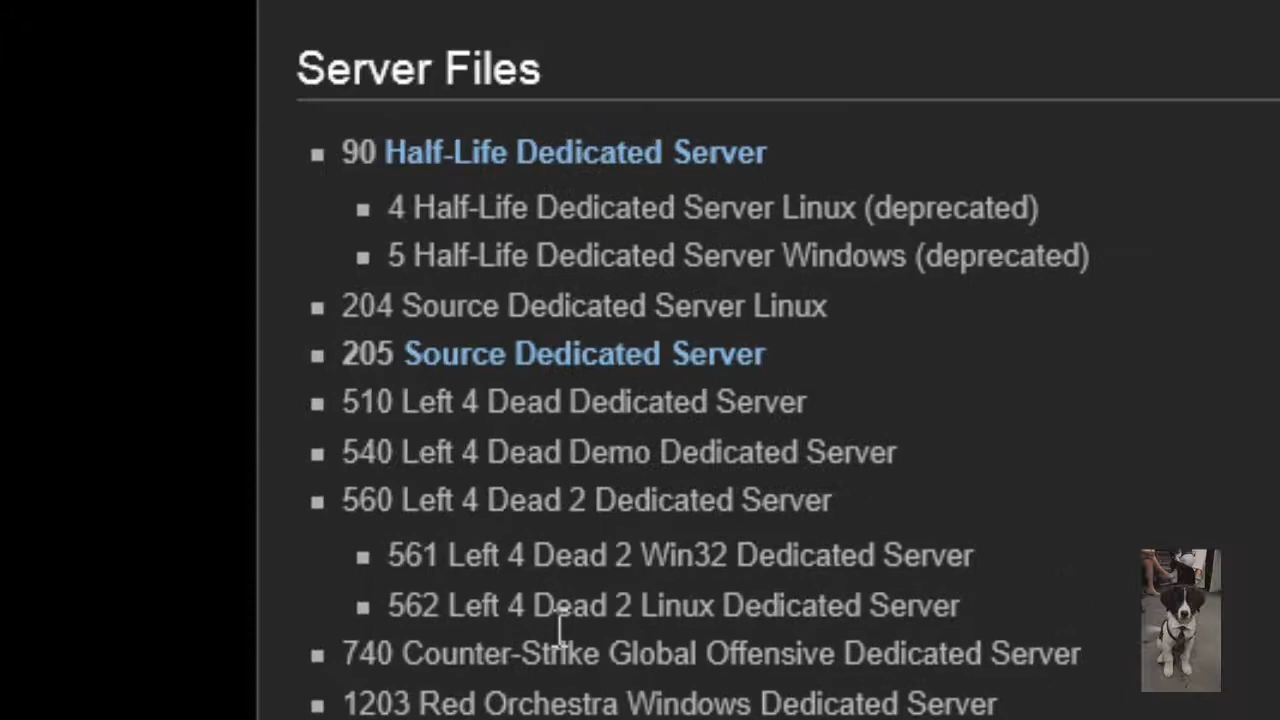 Server Files
90 Half-Life Dedicated Server
4 Half-Life Dedicated Server Linux (deprecated)
5 Half-Life Dedicated Server Windows (deprecated)
204 Source Dedicated Server Linux
205 Source Dedicated Server
510 Left 4 Dead Dedicated Server
540 Left 4 Dead Demo Dedicated Server
560 Left 4 Dead 2 Dedicated Server
561 Left 4 Dead 2 Win32 Dedicated Server
562 Left 4 Dead 2 Linux Dedicated Server
740 Counter-Strike Global Offensive Dedicated Server
1203 Red Orchestra Windows Dedicated Server